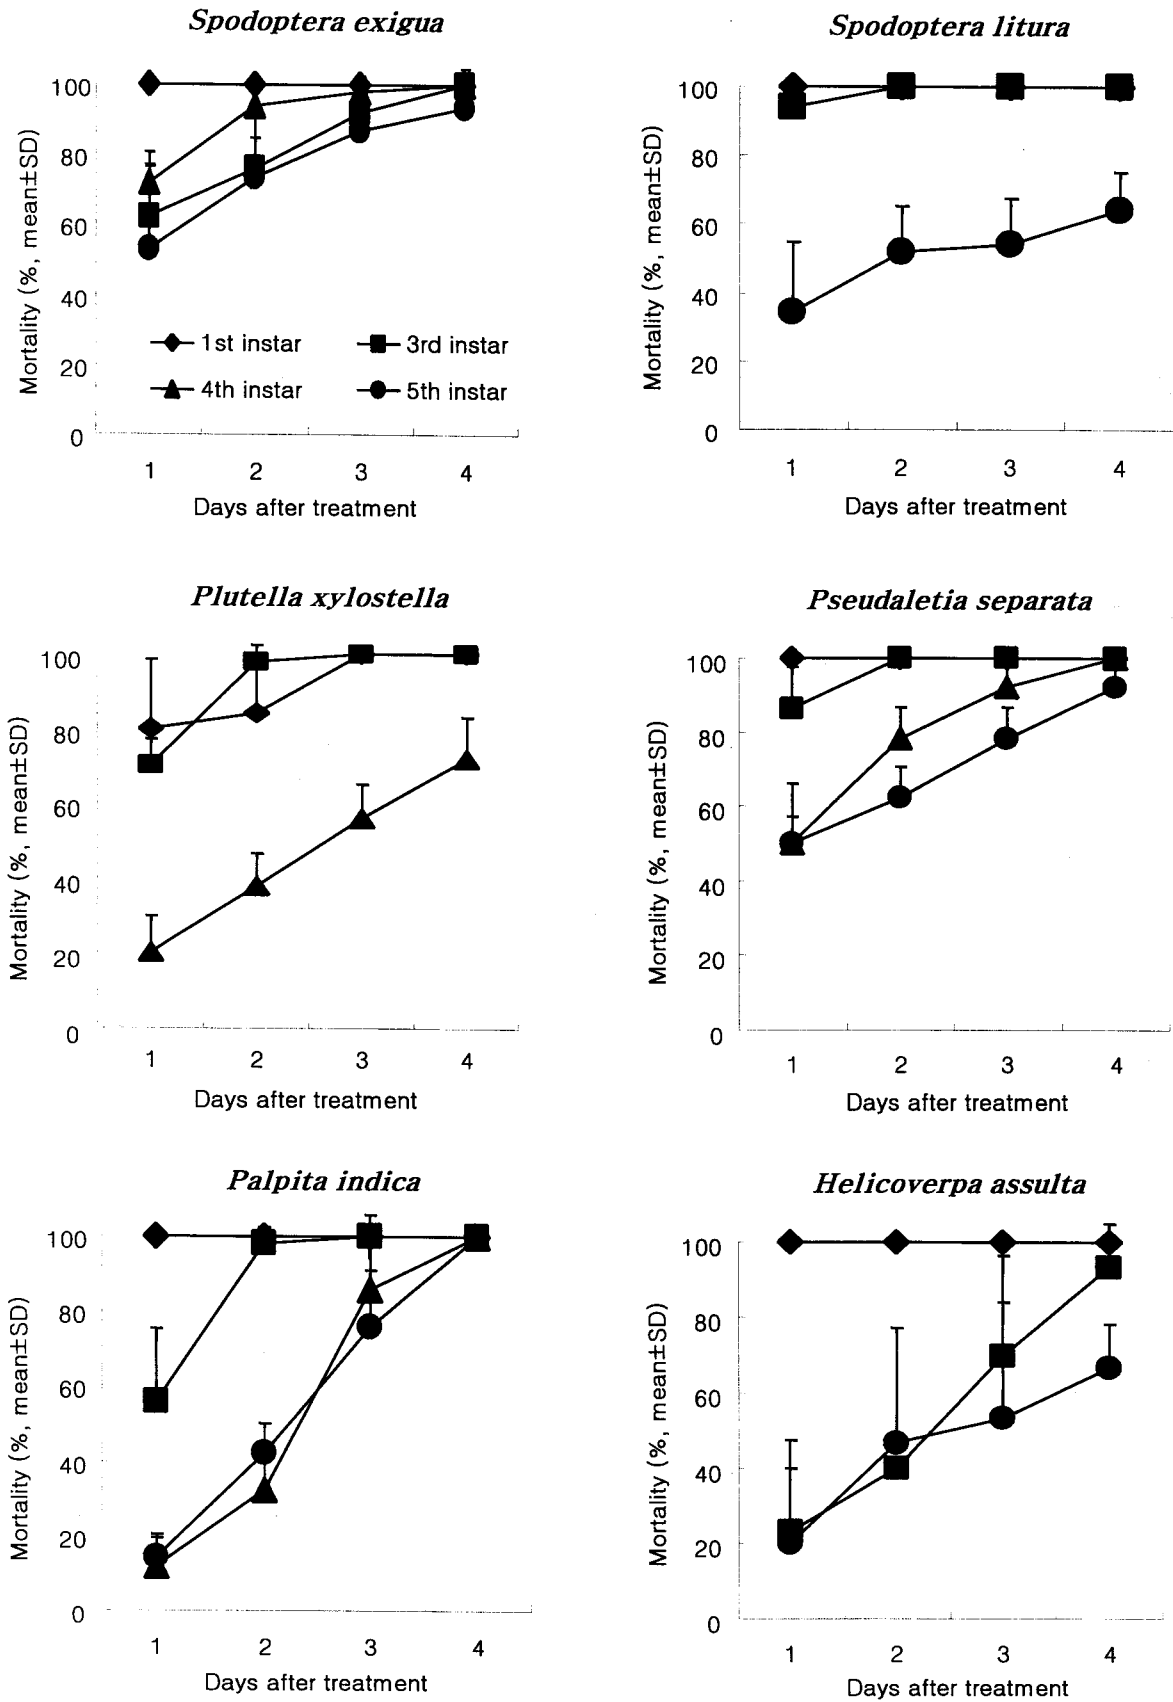 Spodoptera exigua
Mortality (%, mean±SD)
100
80
60
40
20
0
1st instar
3rd instar
4th instar
5th instar
1 2 3 4
Days after treatment
Spodoptera litura
Mortality (%, mean±SD)
100
80
60
40
20
0
1 2 3 4
Days after treatment
Plutella xylostella
Mortality (%, mean±SD)
100
80
60
40
20
0
1 2 3 4
Days after treatment
Pseudaletia separata
Mortality (%, mean±SD)
100
80
60
40
20
0
1 2 3 4
Days after treatment
Palpita indica
Mortality (%, mean±SD)
100
80
60
40
20
0
1 2 3 4
Days after treatment
Helicoverpa assulta
Mortality (%, mean±SD)
100
80
60
40
20
0
1 2 3 4
Days after treatment